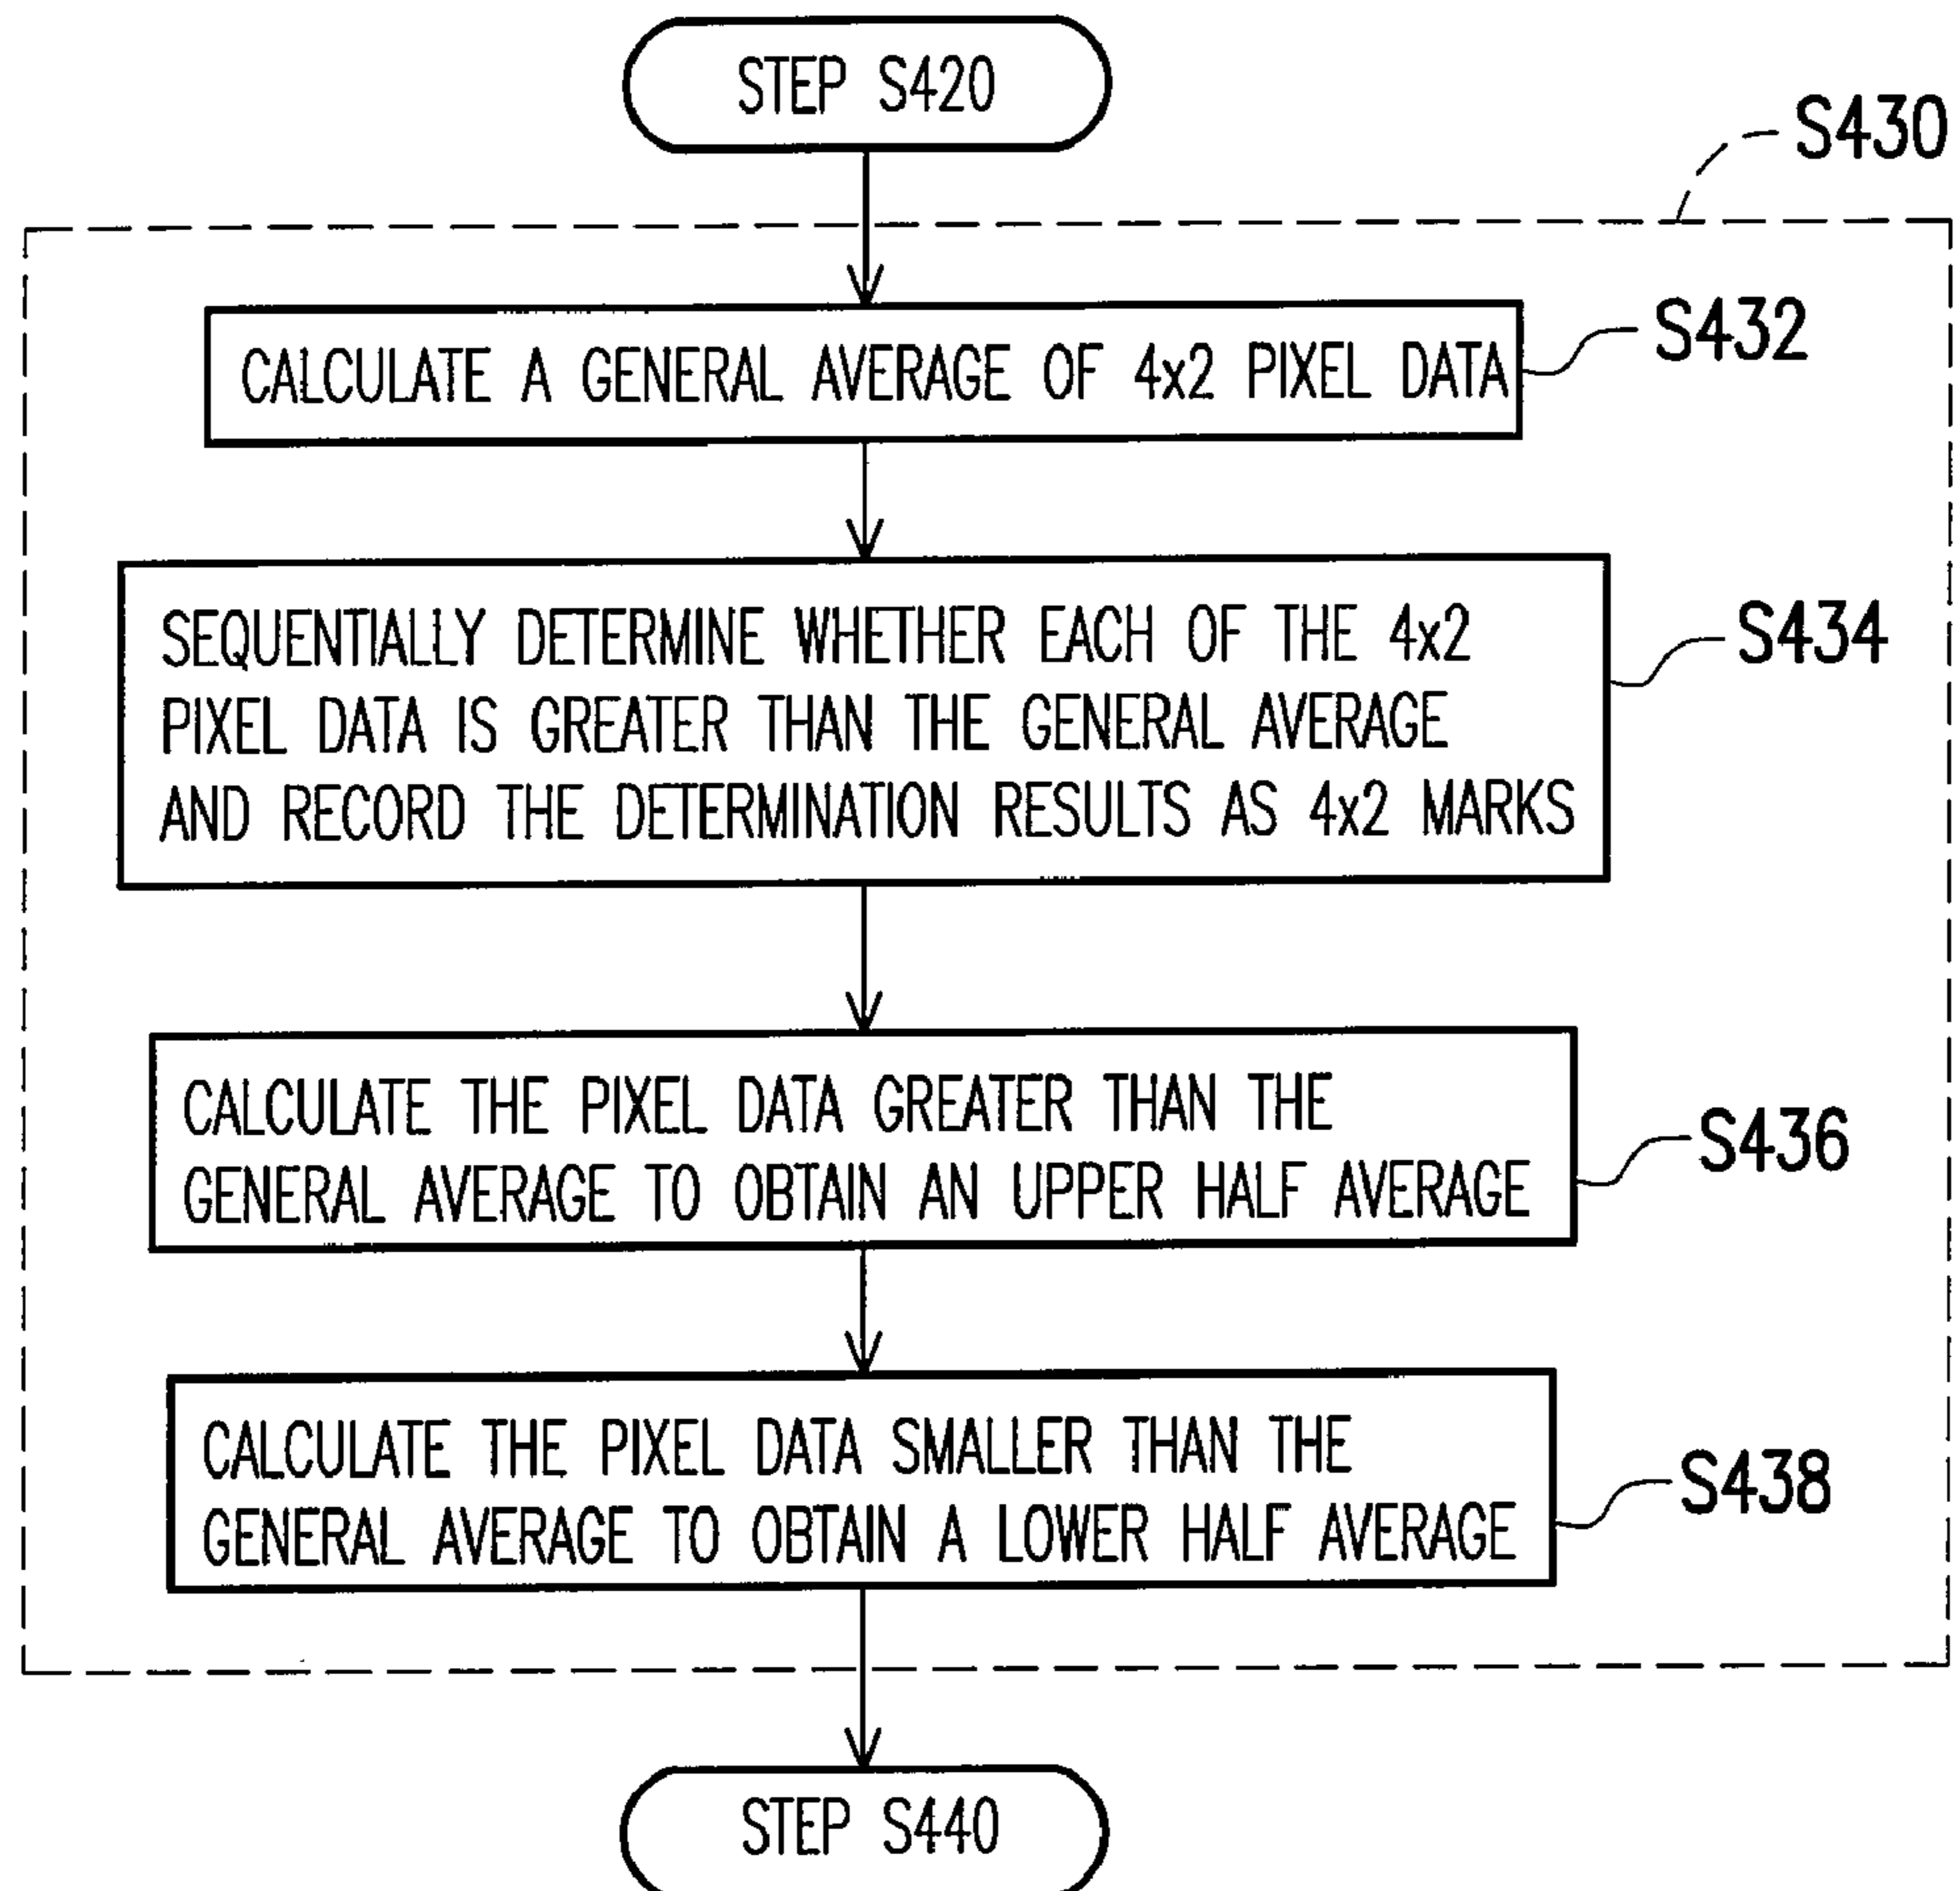 STEP S420
S430
CALCULATE A GENERAL AVERAGE OF 4x2 PIXEL DATA
S432
SEQUENTIALLY DETERMINE WHETHER EACH OF THE 4x2
PIXEL DATA IS GREATER THAN THE GENERAL AVERAGE
AND RECORD THE DETERMINATION RESULTS AS 4x2 MARKS
S434
CALCULATE THE PIXEL DATA GREATER THAN THE
GENERAL AVERAGE TO OBTAIN AN UPPER HALF AVERAGE
S436
CALCULATE THE PIXEL DATA SMALLER THAN THE
GENERAL AVERAGE TO OBTAIN A LOWER HALF AVERAGE
S438
STEP S440